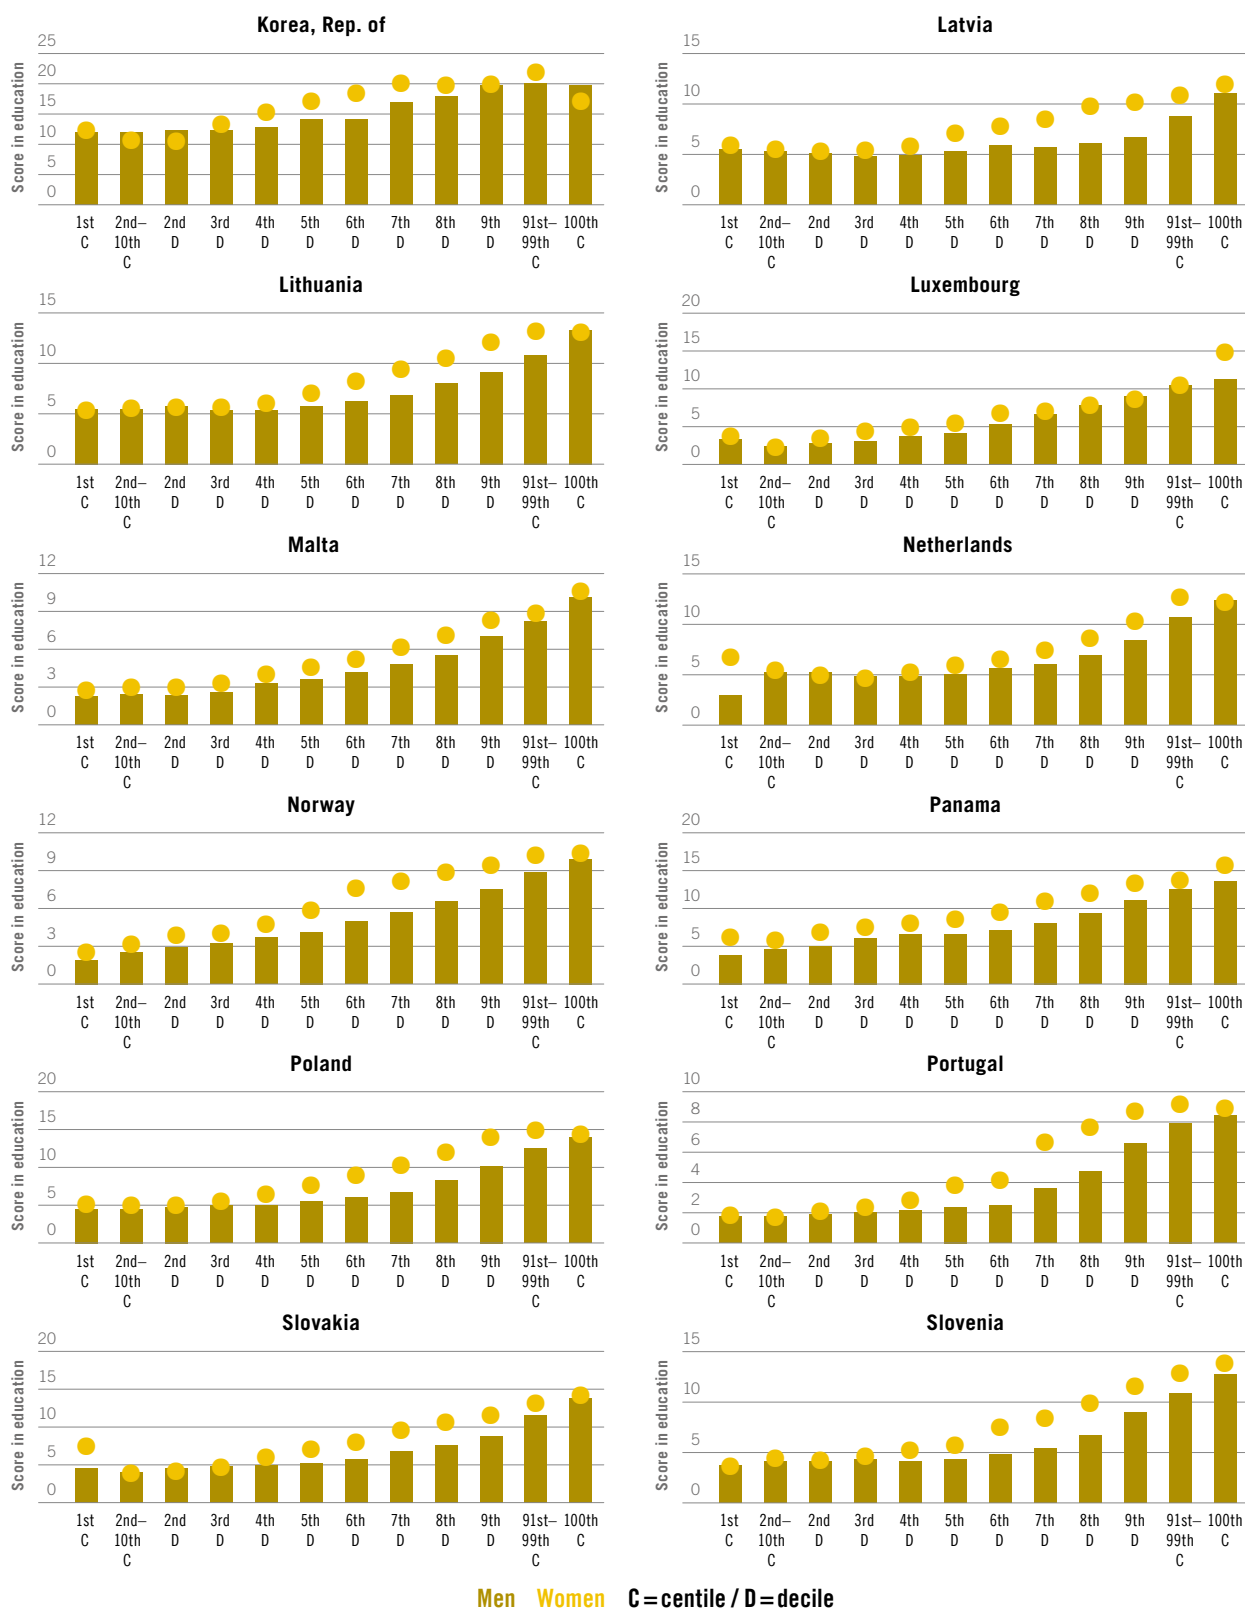 Korea, Rep. of
Score in education
25
20
15
10
5
0
1st 2nd– 2nd 3rd 4th 5th 6th 7th 8th 9th 91st– 100th
C 10th D D D D D D D D 99th C
C C
Latvia
Score in education
15
10
5
0
1st 2nd– 2nd 3rd 4th 5th 6th 7th 8th 9th 91st– 100th
C 10th D D D D D D D D 99th C
C C
Lithuania
Score in education
15
10
5
0
1st 2nd– 2nd 3rd 4th 5th 6th 7th 8th 9th 91st– 100th
C 10th D D D D D D D D 99th C
C C
Luxembourg
Score in education
20
15
10
5
0
1st 2nd– 2nd 3rd 4th 5th 6th 7th 8th 9th 91st– 100th
C 10th D D D D D D D D 99th C
C C
Malta
Score in education
12
9
6
3
0
1st 2nd– 2nd 3rd 4th 5th 6th 7th 8th 9th 91st– 100th
C 10th D D D D D D D D 99th C
C C
Netherlands
Score in education
15
10
5
0
1st 2nd– 2nd 3rd 4th 5th 6th 7th 8th 9th 91st– 100th
C 10th D D D D D D D D 99th C
C C
Norway
Score in education
12
9
6
3
0
1st 2nd– 2nd 3rd 4th 5th 6th 7th 8th 9th 91st– 100th
C 10th D D D D D D D D 99th C
C C
Panama
Score in education
20
15
10
5
0
1st 2nd– 2nd 3rd 4th 5th 6th 7th 8th 9th 91st– 100th
C 10th D D D D D D D D 99th C
C C
Poland
Score in education
20
15
10
5
0
1st 2nd– 2nd 3rd 4th 5th 6th 7th 8th 9th 91st– 100th
C 10th D D D D D D D D 99th C
C C
Portugal
Score in education
10
8
6
4
2
0
1st 2nd– 2nd 3rd 4th 5th 6th 7th 8th 9th 91st– 100th
C 10th D D D D D D D D 99th C
C C
Slovakia
Score in education
20
15
10
5
0
1st 2nd– 2nd 3rd 4th 5th 6th 7th 8th 9th 91st– 100th
C 10th D D D D D D D D 99th C
C C
Slovenia
Score in education
15
10
5
0
1st 2nd– 2nd 3rd 4th 5th 6th 7th 8th 9th 91st– 100th
C 10th D D D D D D D D 99th C
C C
Men Women C=centile / D=decile